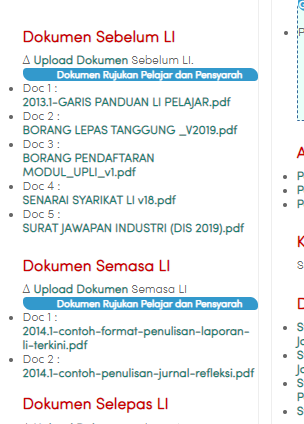 Dokumen Sebelum LI
Δ Upload Dokumen Sebelum LI.
Dokumen Rujukan Pelajar dan Pensyarah
Doc 1 :
2013.1-GARIS PANDUAN LI PELAJAR.pdf
Doc 2 :
BORANG LEPAS TANGGUNG _V2019.pdf
Doc 3 :
BORANG PENDAFTARAN
MODUL_UPLI_v1.pdf
Doc 4 :
SENARAI SYARIKAT LI v18.pdf
Doc 5 :
SURAT JAWAPAN INDUSTRI (DIS 2019).pdf
Dokumen Semasa LI
Δ Upload Dokumen Semasa LI
Dokumen Rujukan Pelajar dan Pensyarah
Doc 1 :
2014.1-contoh-format-penulisan-laporan-
li-terkini.pdf
Doc 2 :
2014.1-contoh-penulisan-jurnal-refleksi.pdf
Dokumen Selepas LI